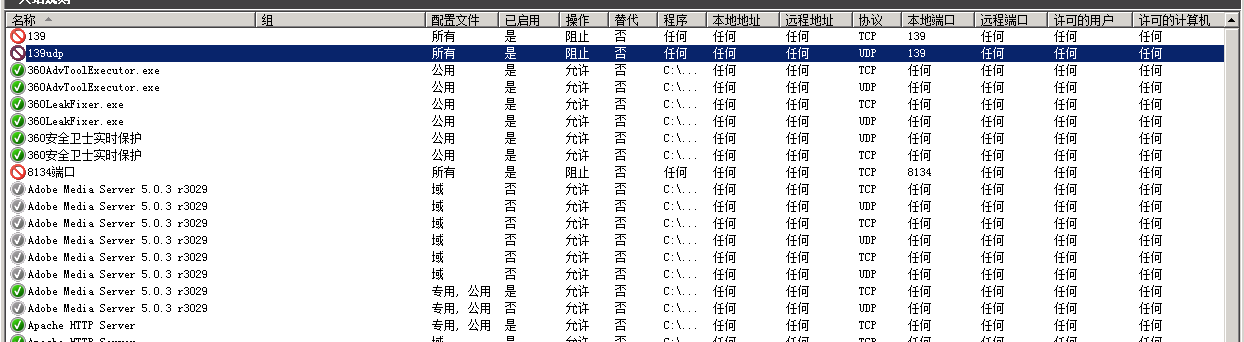 名称 组 配置文件 已启用 操作 替代 程序 本地地址 远程地址 协议 本地端口 远程端口 许可的用户 许可的计算机
139 所有 是 阻止 否 任何 任何 任何 TCP 139 任何 任何 任何
139udp 所有 是 阻止 否 任何 任何 任何 UDP 139 任何 任何 任何
360AdvToolExecutor.exe 公用 是 允许 否 C:\... 任何 任何 TCP 任何 任何 任何 任何
360AdvToolExecutor.exe 公用 是 允许 否 C:\... 任何 任何 UDP 任何 任何 任何 任何
360LeakFixer.exe 公用 是 允许 否 C:\... 任何 任何 TCP 任何 任何 任何 任何
360LeakFixer.exe 公用 是 允许 否 C:\... 任何 任何 UDP 任何 任何 任何 任何
360安全卫士实时保护 公用 是 允许 否 C:\... 任何 任何 UDP 任何 任何 任何 任何
360安全卫士实时保护 公用 是 允许 否 C:\... 任何 任何 TCP 任何 任何 任何 任何
8134端口 所有 是 阻止 否 任何 任何 任何 TCP 8134 任何 任何 任何
Adobe Media Server 5.0.3 r3029 域 否 允许 否 C:\... 任何 任何 TCP 任何 任何 任何 任何
Adobe Media Server 5.0.3 r3029 域 否 允许 否 C:\... 任何 任何 UDP 任何 任何 任何 任何
Adobe Media Server 5.0.3 r3029 域 否 允许 否 C:\... 任何 任何 TCP 任何 任何 任何 任何
Adobe Media Server 5.0.3 r3029 域 否 允许 否 C:\... 任何 任何 UDP 任何 任何 任何 任何
Adobe Media Server 5.0.3 r3029 域 否 允许 否 C:\... 任何 任何 TCP 任何 任何 任何 任何
Adobe Media Server 5.0.3 r3029 域 否 允许 否 C:\... 任何 任何 UDP 任何 任何 任何 任何
Adobe Media Server 5.0.3 r3029 专用, 公用 是 允许 否 C:\... 任何 任何 TCP 任何 任何 任何 任何
Adobe Media Server 5.0.3 r3029 专用, 公用 否 允许 否 C:\... 任何 任何 UDP 任何 任何 任何 任何
Apache HTTP Server 专用, 公用 是 允许 否 C:\... 任何 任何 TCP 任何 任何 任何 任何